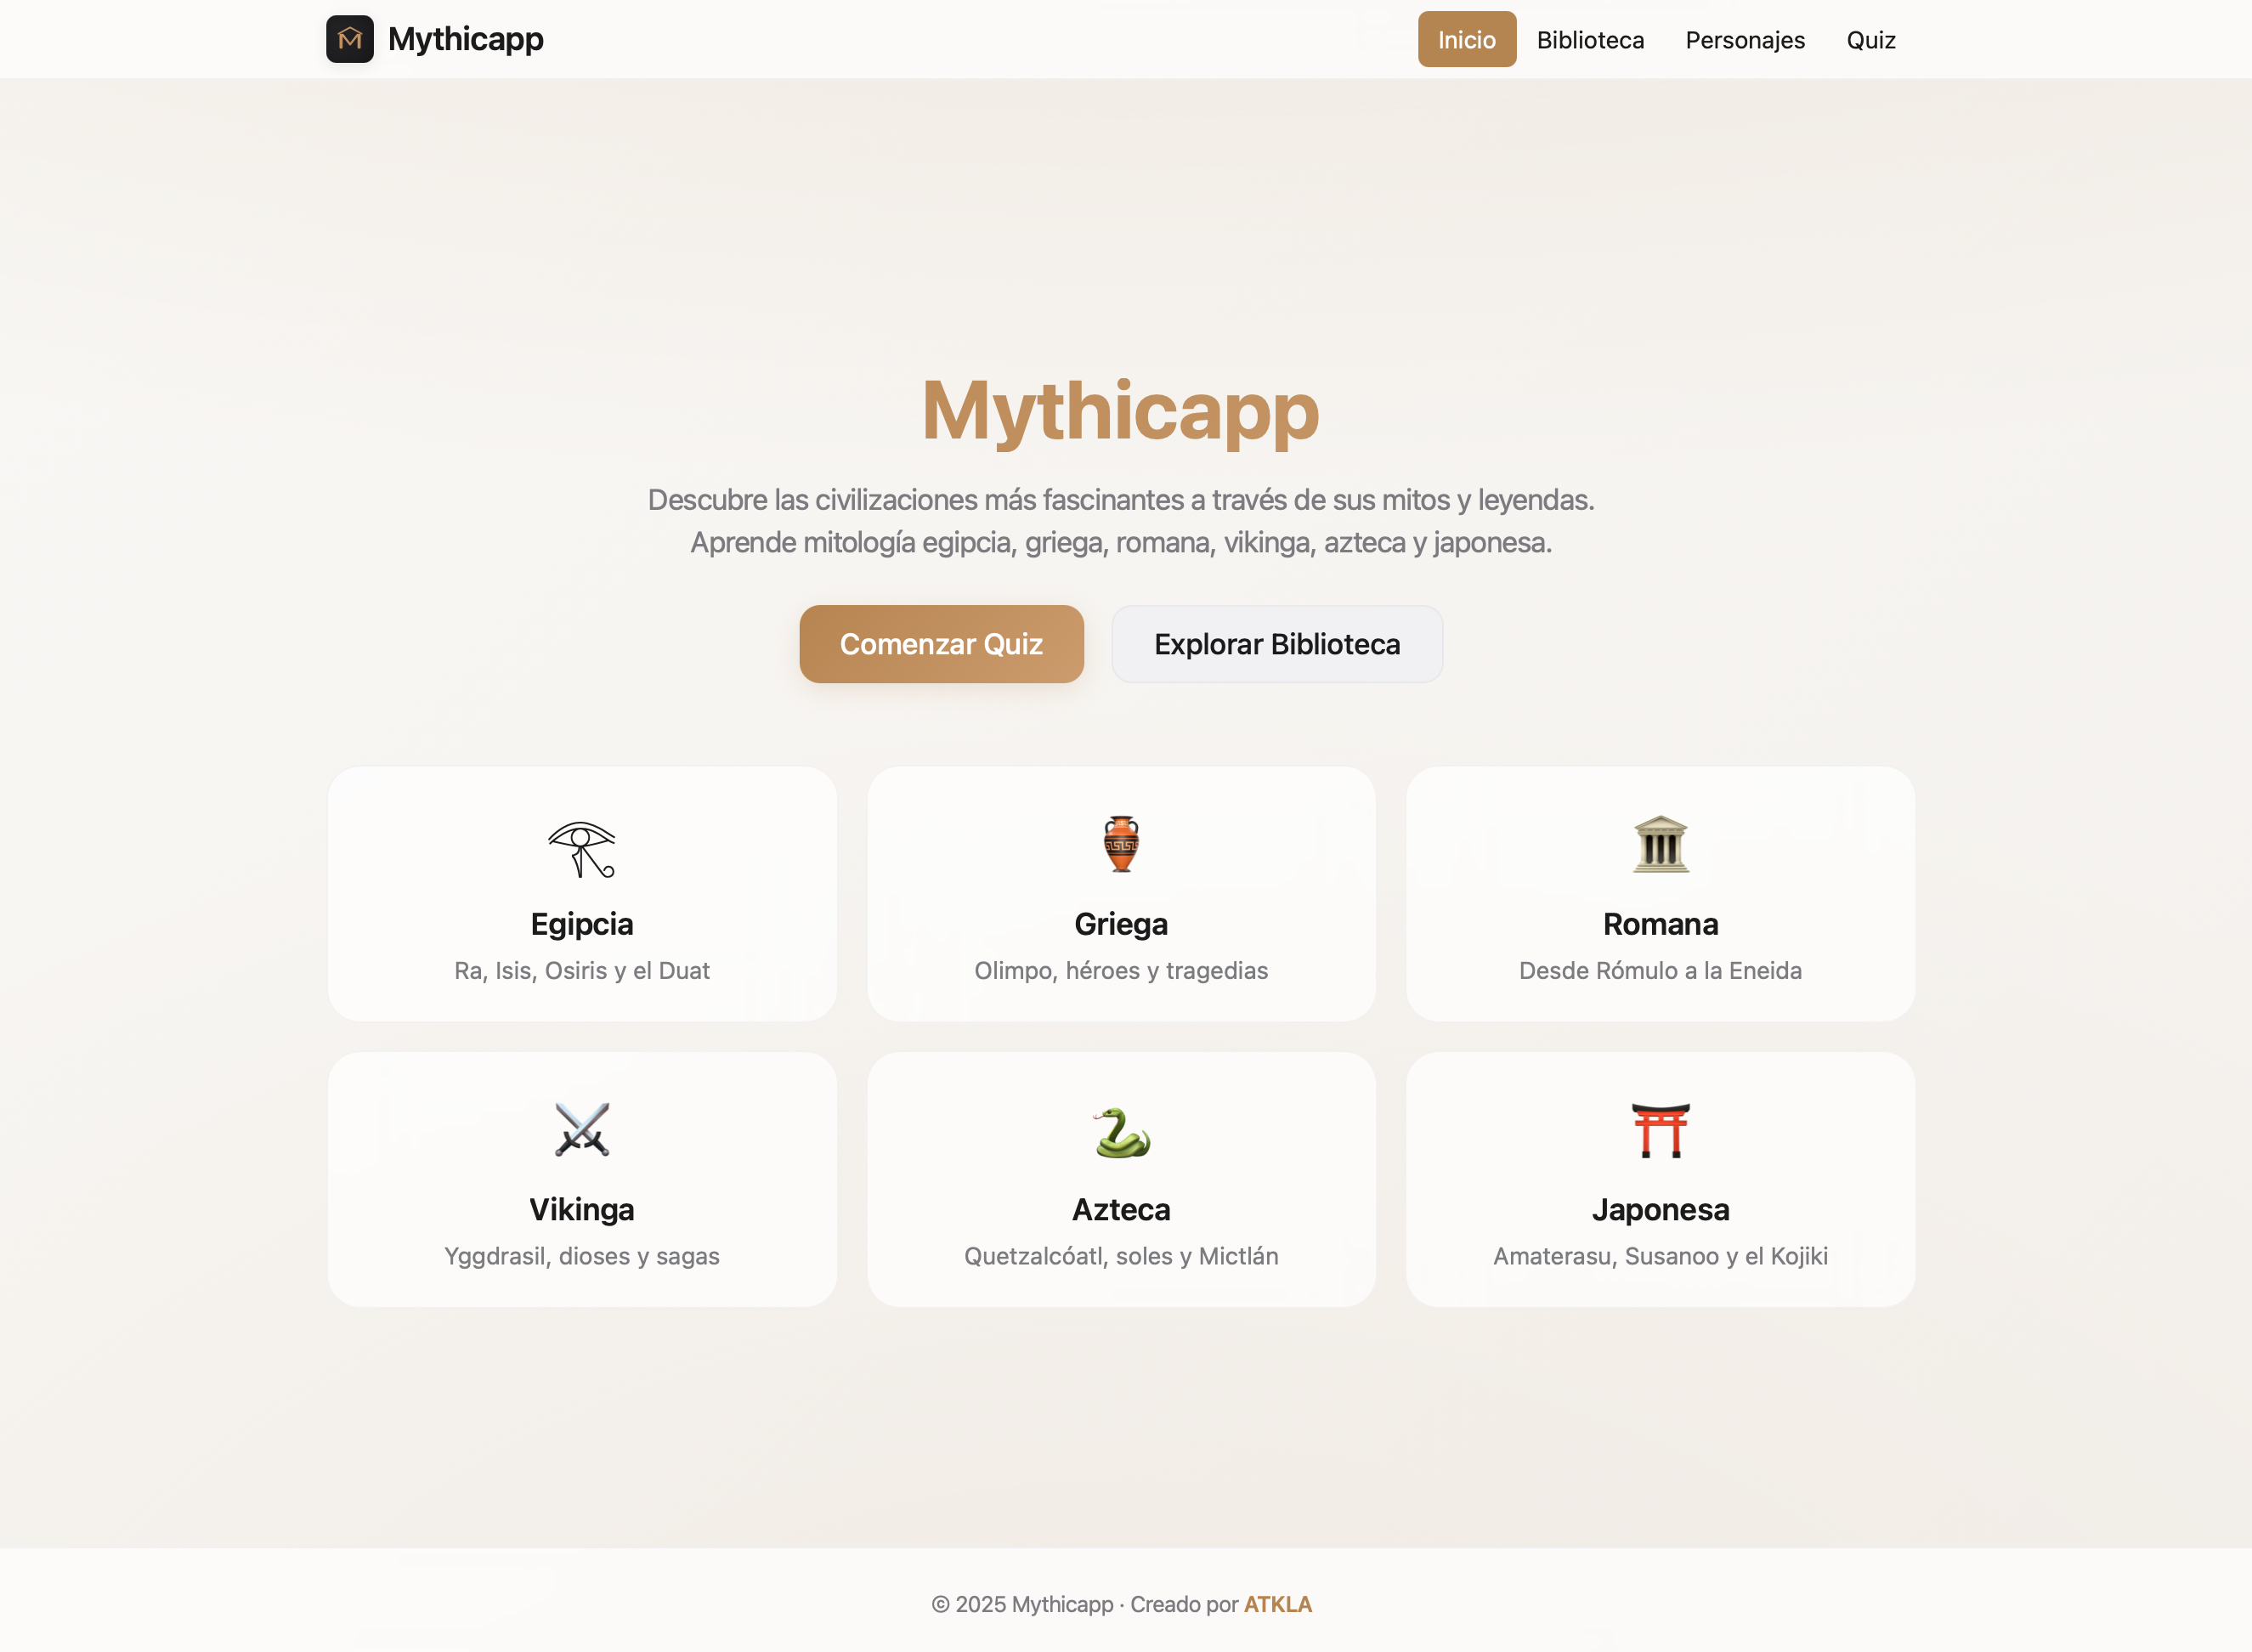 Mythicapp
Inicio Biblioteca Personajes Quiz
Mythicapp
Descubre las civilizaciones más fascinantes a través de sus mitos y leyendas.
Aprende mitología egipcia, griega, romana, vikinga, azteca y japonesa.
Comenzar Quiz
Explorar Biblioteca
Egipcia
Ra, Isis, Osiris y el Duat
Griega
Olimpo, héroes y tragedias
Romana
Desde Rómulo a la Eneida
Vikinga
Yggdrasil, dioses y sagas
Azteca
Quetzalcóatl, soles y Mictlán
Japonesa
Amaterasu, Susanoo y el Kojiki
© 2025 Mythicapp · Creado por ATKLA